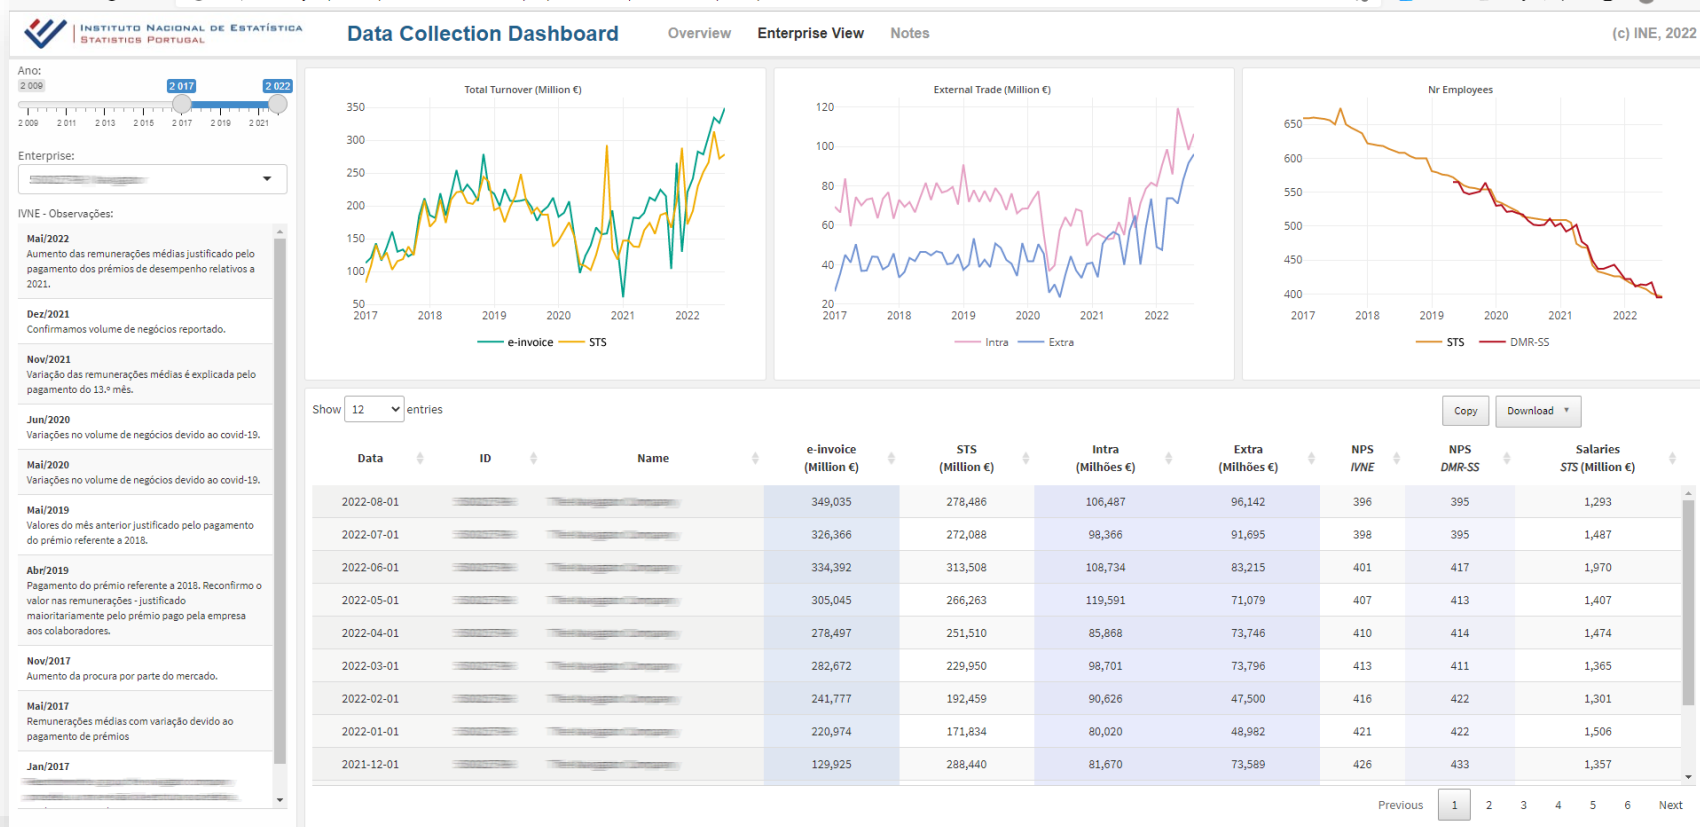 INSTITUTO NACIONAL DE ESTATÍSTICA
STATISTICS PORTUGAL
Data Collection Dashboard
Overview
Enterprise View
Notes
(c) INE, 2022
Ano:
2 009
2 017
2 022
2 009 2 011 2 013 2 015 2 017 2 019 2 021
Enterprise:
IVNE - Observações:
Mai/2022
Aumento das remunerações médias justificado pelo
pagamento dos prémios de desempenho relativos a
2021.
Dez/2021
Confirmamos volume de negócios reportado.
Nov/2021
Variação das remunerações médias é explicada pelo
pagamento do 13.º mês.
Jun/2020
Variações no volume de negócios devido ao covid-19.
Mai/2020
Variações no volume de negócios devido ao covid-19.
Mai/2019
Valores do mês anterior justificado pelo pagamento
do prémio referente a 2018.
Abr/2019
Pagamento do prémio referente a 2018. Reconfirmo o
valor nas remunerações - justificado
maioritariamente pelo prémio pago pela empresa
aos colaboradores.
Nov/2017
Aumento da procura por parte do mercado.
Mai/2017
Remunerações médias com variação devido ao
pagamento de prémios
Jan/2017
Total Turnover (Million €)
350
300
250
200
150
100
50
2017 2018 2019 2020 2021 2022
e-invoice STS
External Trade (Million €)
120
100
80
60
40
20
2017 2018 2019 2020 2021 2022
Intra Extra
Nr Employees
650
600
550
500
450
400
2017 2018 2019 2020 2021 2022
STS DMR-SS
Show 12 entries
Copy
Download
Data ID Name e-invoice (Million €) STS (Million €) Intra (Milhões €) Extra (Milhões €) NPS IVNE NPS DMR-SS Salaries STS (Million €)
2022-08-01 349,035 278,486 106,487 96,142 396 395 1,293
2022-07-01 326,366 272,088 98,366 91,695 398 395 1,487
2022-06-01 334,392 313,508 108,734 83,215 401 417 1,970
2022-05-01 305,045 266,263 119,591 71,079 407 413 1,407
2022-04-01 278,497 251,510 85,868 73,746 410 414 1,474
2022-03-01 282,672 229,950 98,701 73,796 413 411 1,365
2022-02-01 241,777 192,459 90,626 47,500 416 422 1,301
2022-01-01 220,974 171,834 80,020 48,982 421 422 1,506
2021-12-01 129,925 288,440 81,670 73,589 426 433 1,357
Previous 1 2 3 4 5 6 Next